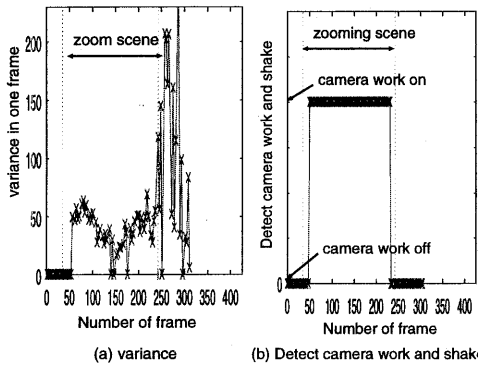 zoom scene
variance in one frame
200
150
100
50
0
0 50 100 150 200 250 300 350 400
Number of frame
(a) variance
zooming scene
camera work on
Detect camera work and shake
camera work off
0
0 50 100 150 200 250 300 350 400
Number of frame
(b) Detect camera work and shake